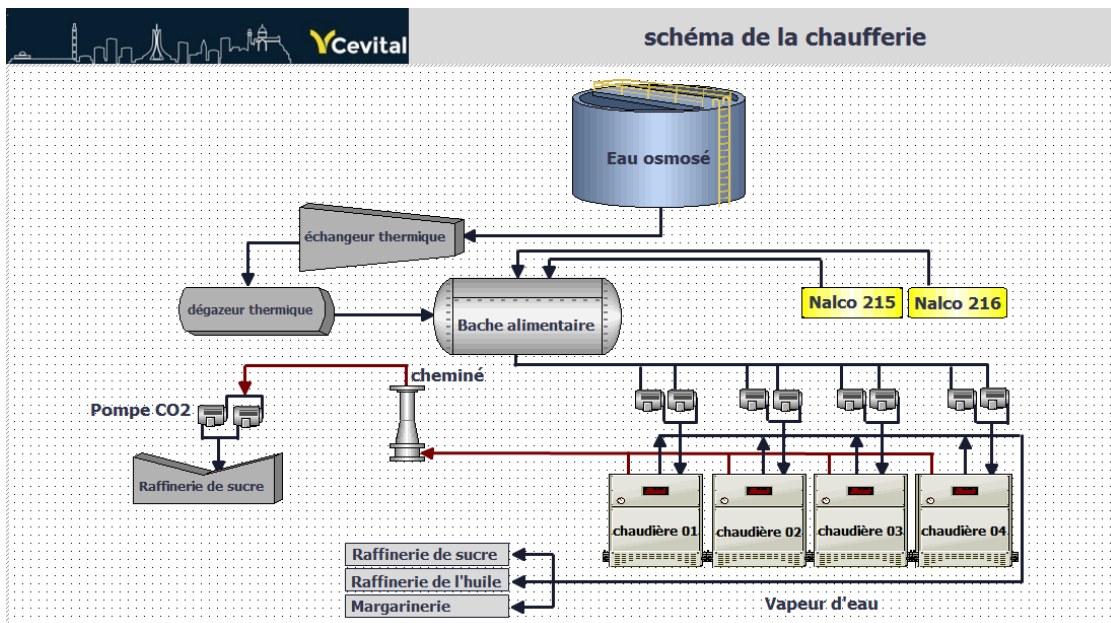 Cevital
schéma de la chaufferie
Eau osmosé
échangeur thermique
dégazeur thermique
Bache alimentaire
Nalco 215
Nalco 216
cheminé
Pompe CO2
Raffinerie de sucre
chaudière 01
chaudière 02
chaudière 03
chaudière 04
Raffinerie de sucre
Raffinerie de l'huile
Margarinerie
Vapeur d'eau